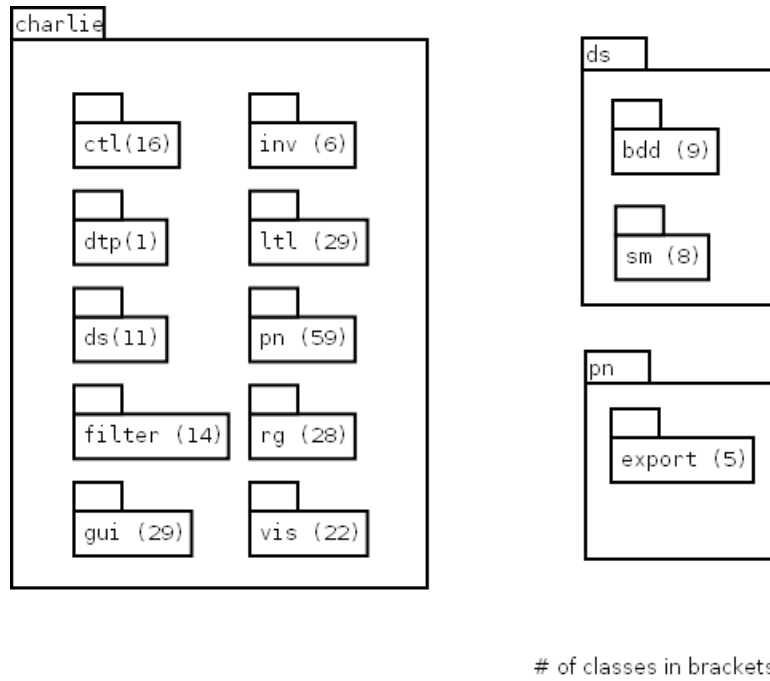 charlie
ctl(16)
inv (6)
dtp(1)
ltl (29)
ds(11)
pn (59)
filter (14)
rg (28)
gui (29)
vis (22)
ds
bdd (9)
sm (8)
pn
export (5)
# of classes in brackets